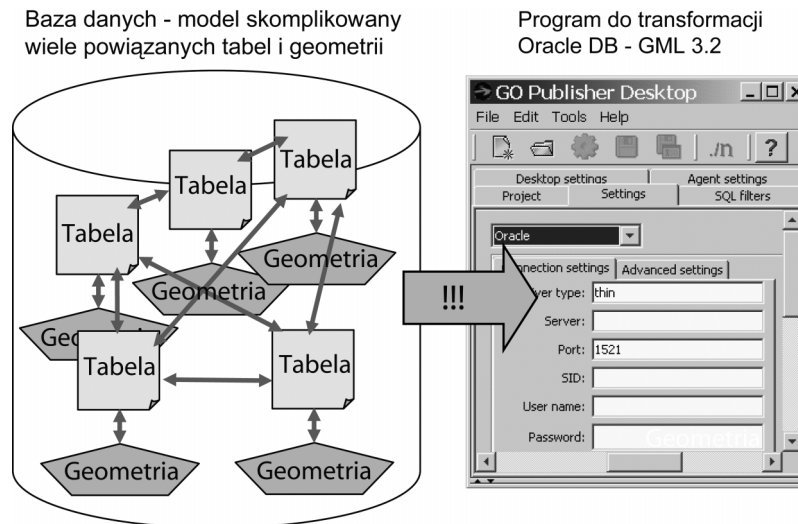 Baza danych - model skomplikowany
wiele powiązanych tabel i geometrii
Program do transformacji
Oracle DB - GML 3.2
Tabela
Tabela
Tabela
Tabela
Tabela
Geometria
Geometria
Tabela
Geometria
Geometria
!!!
GO Publisher Desktop
File Edit Tools Help
./n ?
Desktop settings Agent settings
Project Settings SQL filters
Oracle
settings Advanced settings
type: thin
Server:
Port: 1521
SID:
User name:
Password: Geometria